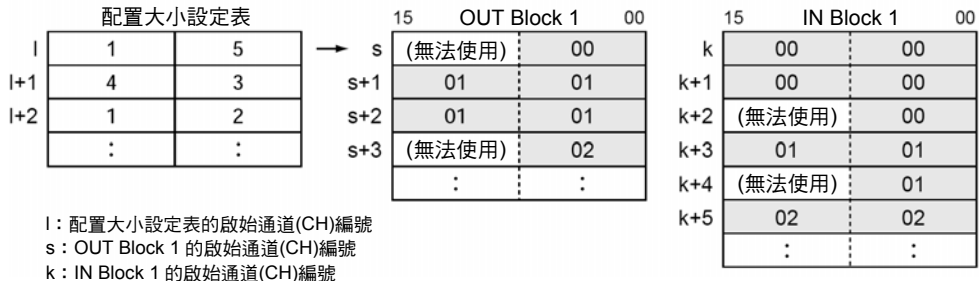 配置大小設定表
l 1 5
l+1 4 3
l+2 1 2
: :
15 OUT Block 1 00
s (無法使用) 00
s+1 01 01
s+2 01 01
s+3 (無法使用) 02
: :
15 IN Block 1 00
k 00 00
k+1 00 00
k+2 (無法使用) 00
k+3 01 01
k+4 (無法使用) 01
k+5 02 02
: :
l：配置大小設定表的啟始通道(CH)編號
s：OUT Block 1 的啟始通道(CH)編號
k：IN Block 1 的啟始通道(CH)編號